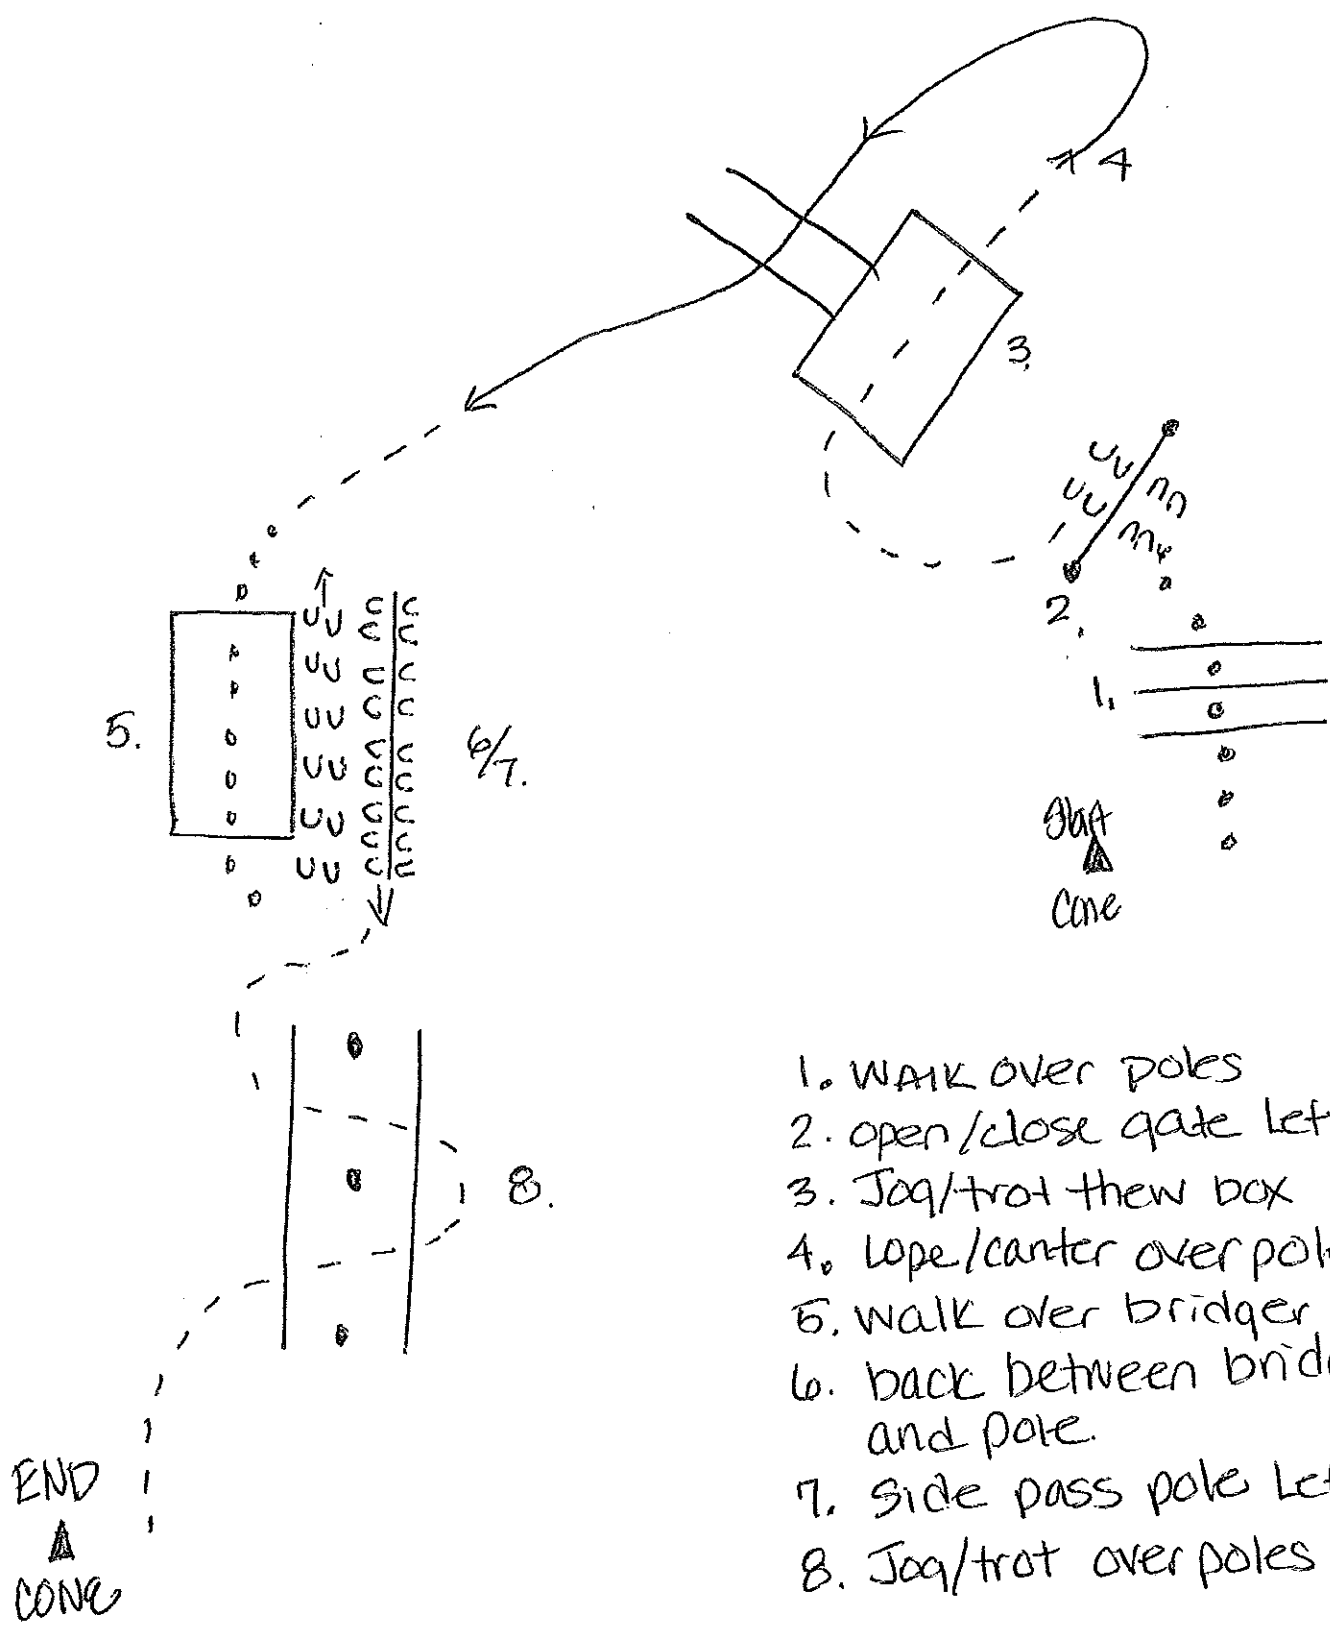 4
3.
2.
1.
5.
6/7.
Start
Cone
8.
1. WAlK over poles
2. open/close gate Lef
3. Jog/trot thew box
4. Lope/canter over pol
5. walk over bridger
6. back between brid
and pole.
7. Side pass pole Le
8. Jog/trot over poles
END
CONE